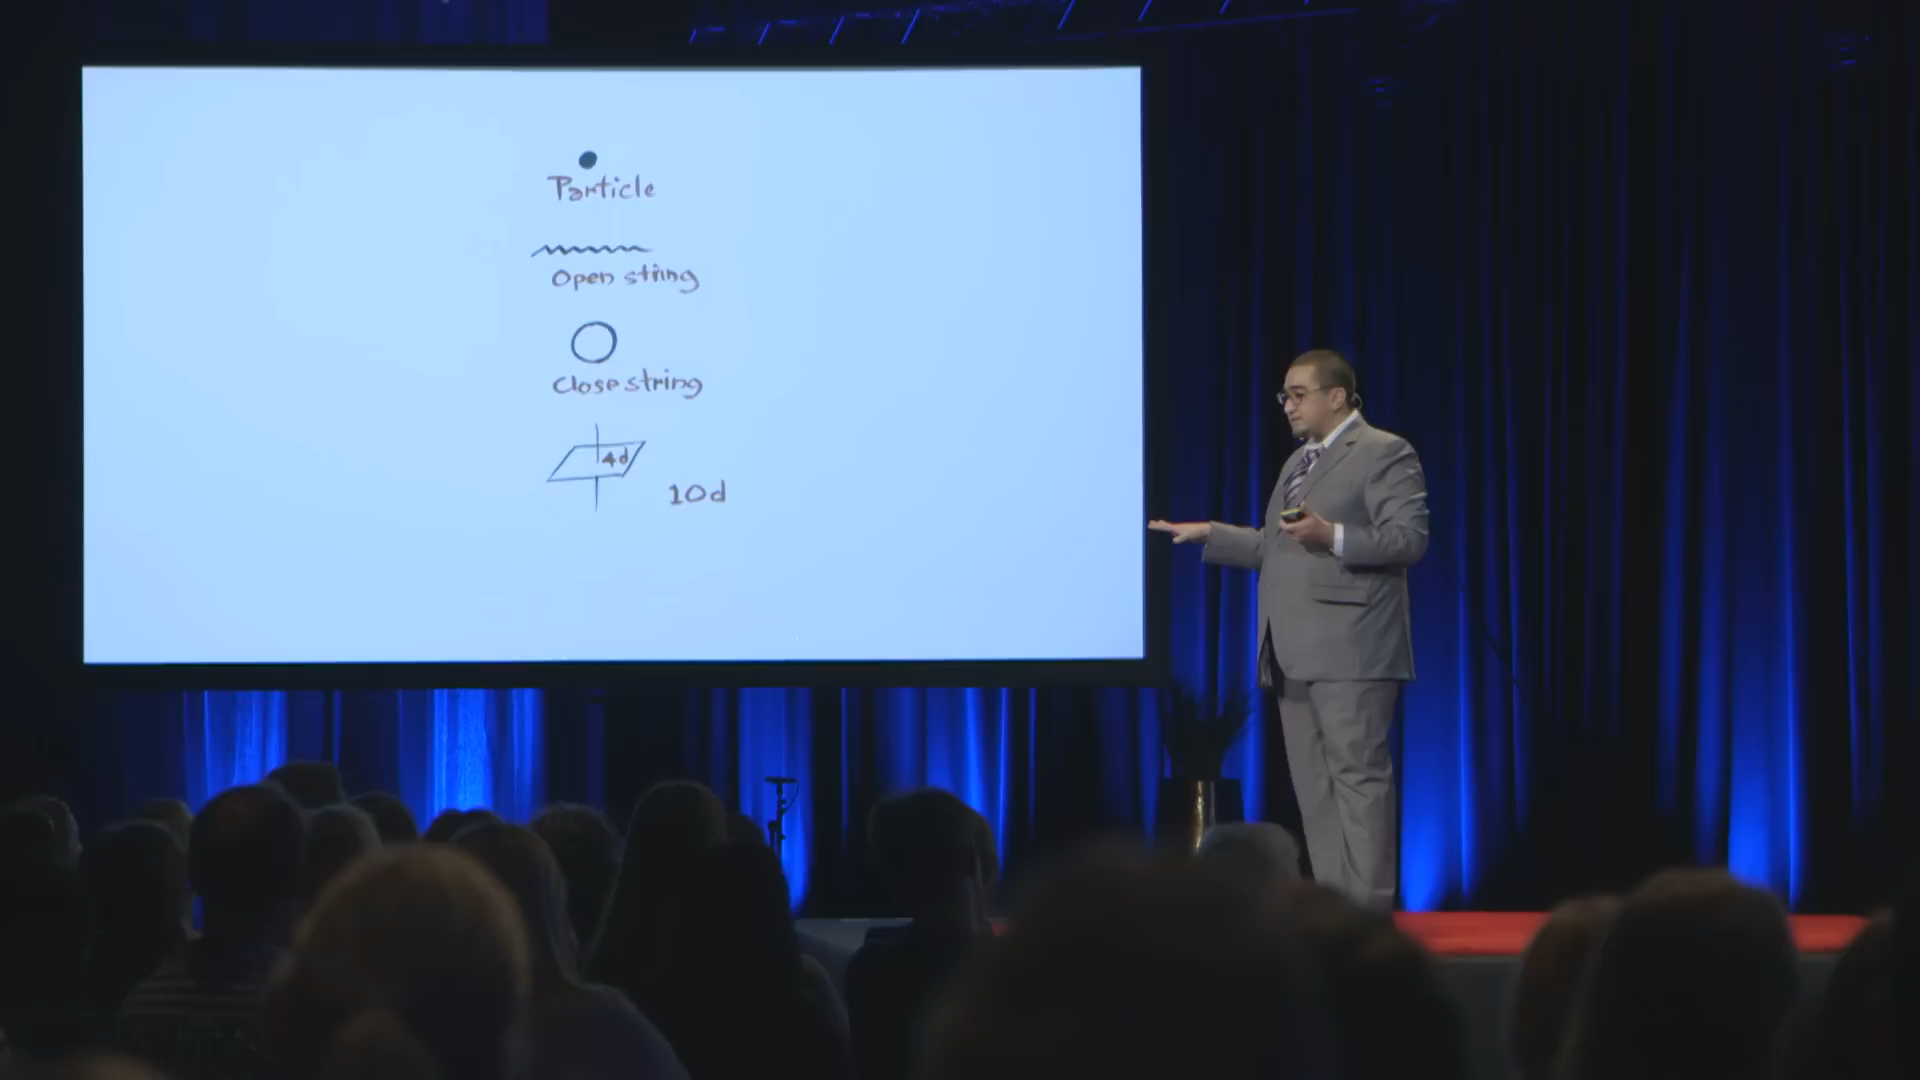 Particle
Open string
Close string
4d
10d